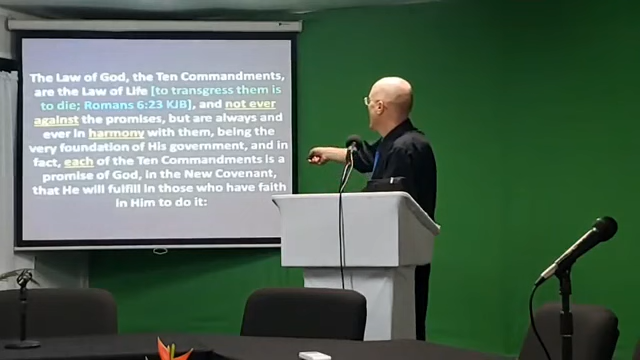 The Law of God, the Ten Commandments,
are the Law of Life [to transgress them is
to die; Romans 6:23 KJB], and not ever
against the promises, but are always and
ever in harmony with them, being the
very foundation of His government, and in
fact, each of the Ten Commandments is a
promise of God, in the New Covenant,
that He will fulfill in those who have faith
in Him to do it: